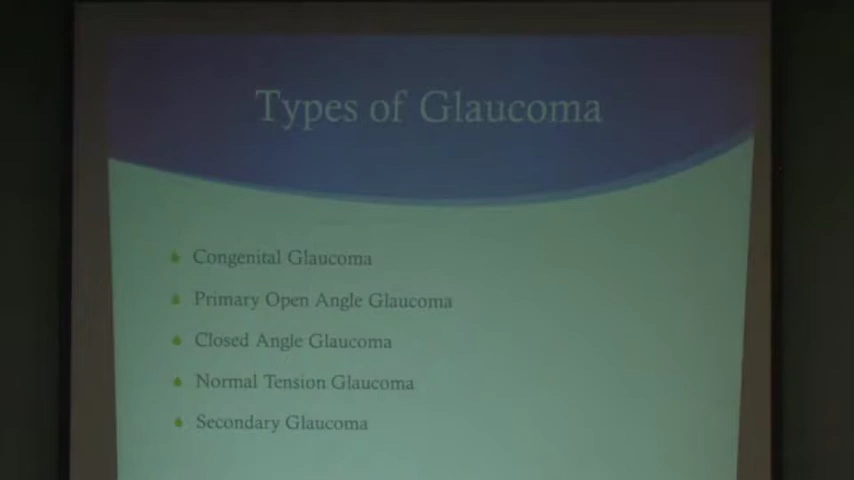 Types of Glaucoma
Congenital Glaucoma
Primary Open Angle Glaucoma
Closed Angle Glaucoma
Normal Tension Glaucoma
Secondary Glaucoma